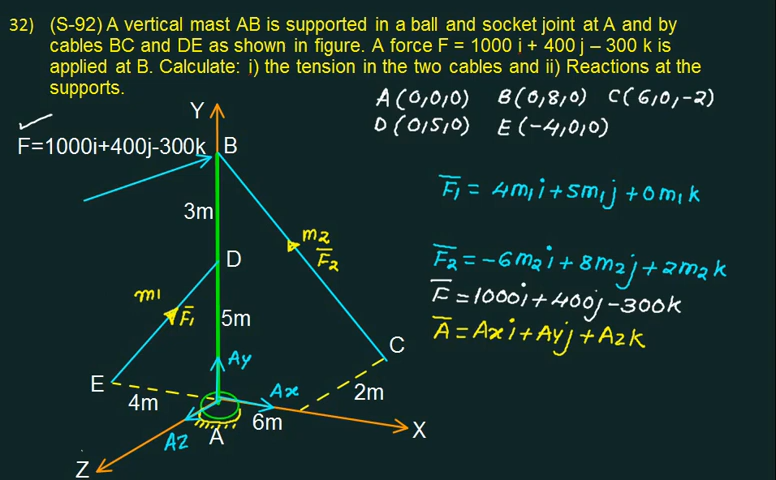 32) (S-92) A vertical mast AB is supported in a ball and socket joint at A and by
cables BC and DE as shown in figure. A force F = 1000 i + 400 j – 300 k is
applied at B. Calculate: i) the tension in the two cables and ii) Reactions at the
supports.
A(0,0,0) B(0,8,0) C(6,0,-2)
D(0,5,0) E(-4,0,0)
Y
F=1000i+400j-300k
B
F1 = 4m1i+5m1j+0m1k
3m
m2
F2
F2=-6m2i+8m2j+2m2k
D
m1
F1
F=1000i+400j-300k
5m
A=Axi+Ayj+Azk
C
Ay
E
Ax
2m
4m
6m
X
Az
A
Z